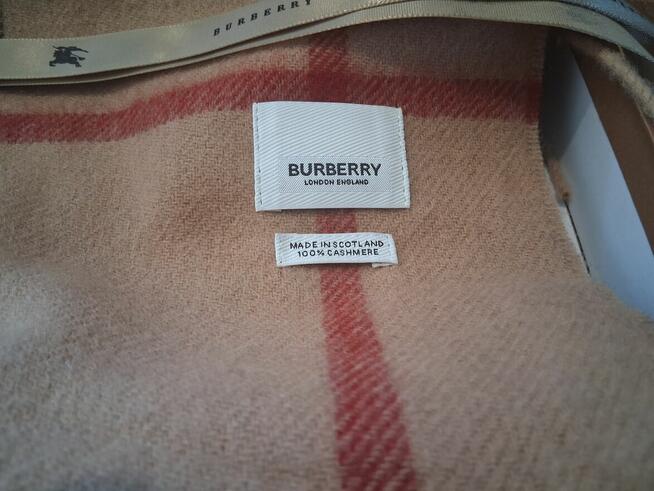 BURBERRY
BURBERRY
LONDON ENGLAND
MADE IN SCOTLAND
100% CASHMERE